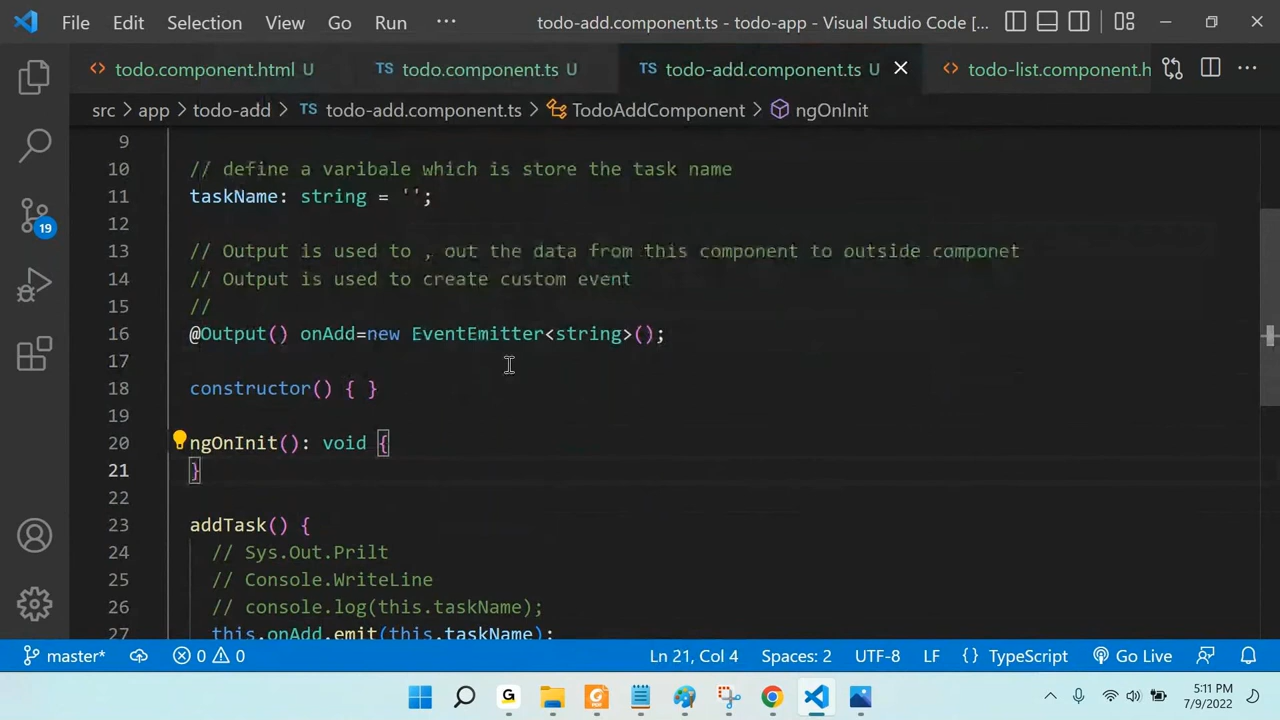 File Edit Selection View Go Run ··· todo-add.component.ts - todo-app - Visual Studio Code [...
todo.component.html U TS todo.component.ts U TS todo-add.component.ts U todo-list.component.h ···
src > app > todo-add > TS todo-add.component.ts > TodoAddComponent > ngOnInit
9
10 // define a varibale which is store the task name
11 taskName: string = '';
12
13 // Output is used to , out the data from this component to outside componet
14 // Output is used to create custom event
15 //
16 @Output() onAdd=new EventEmitter<string>();
17
18 constructor() { }
19
20 ngOnInit(): void {
21 }
22
23 addTask() {
24 // Sys.Out.Prilt
25 // Console.WriteLine
26 // console.log(this.taskName);
27 this.onAdd.emit(this.taskName);
19
master* 0 0 Ln 21, Col 4 Spaces: 2 UTF-8 LF {} TypeScript Go Live
G 5:11 PM
7/9/2022